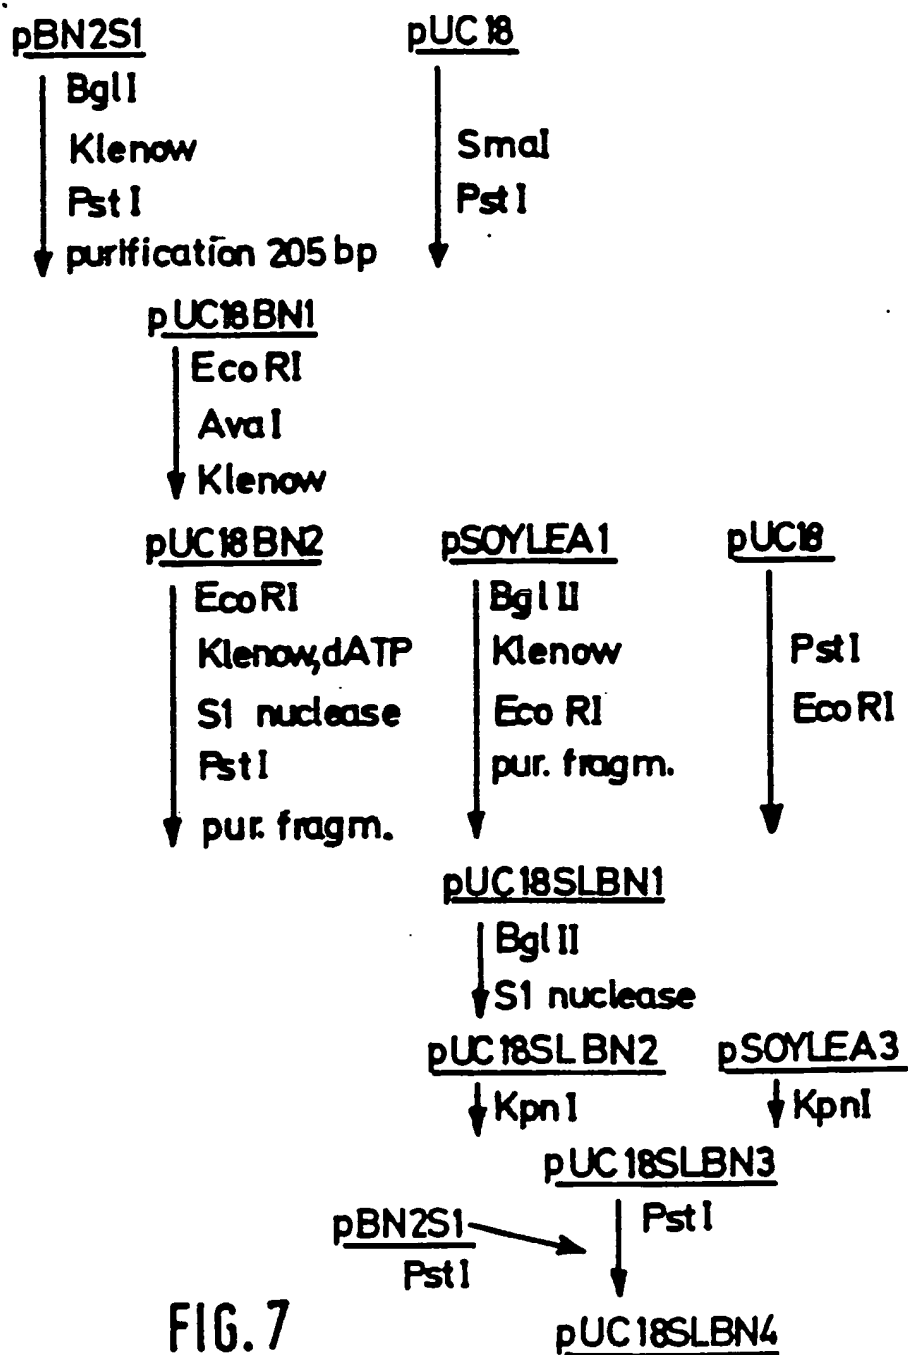 pBN2S1 pUC18
BglI
Klenow SmaI
PstI PstI
purification 205 bp
pUC18BN1
EcoRI
AvaI
Klenow
pUC18BN2 pSOYLEA1 pUC18
EcoRI BglII
Klenow,dATP Klenow PstI
S1 nuclease EcoRI EcoRI
PstI pur. fragm.
pur. fragm.
pUC18SLBN1
BglII
S1 nuclease
pUC18SLBN2 pSOYLEA3
KpnI KpnI
pUC18SLBN3
pBN2S1 PstI
PstI
FIG. 7 pUC18SLBN4